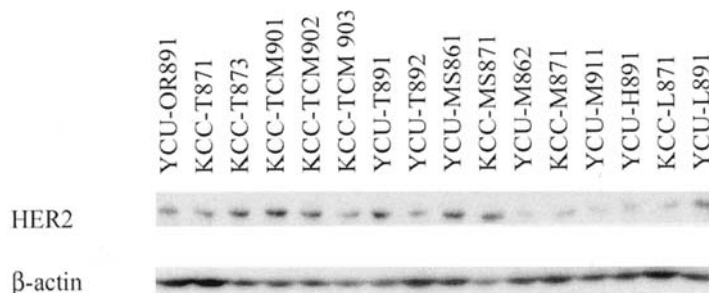 YCU-OR891
KCC-T871
KCC-T873
KCC-TCM901
KCC-TCM902
KCC-TCM 903
YCU-T891
YCU-T892
YCU-MS861
KCC-MS871
YCU-M862
KCC-M871
YCU-M911
YCU-H891
KCC-L871
YCU-L891
HER2
β-actin